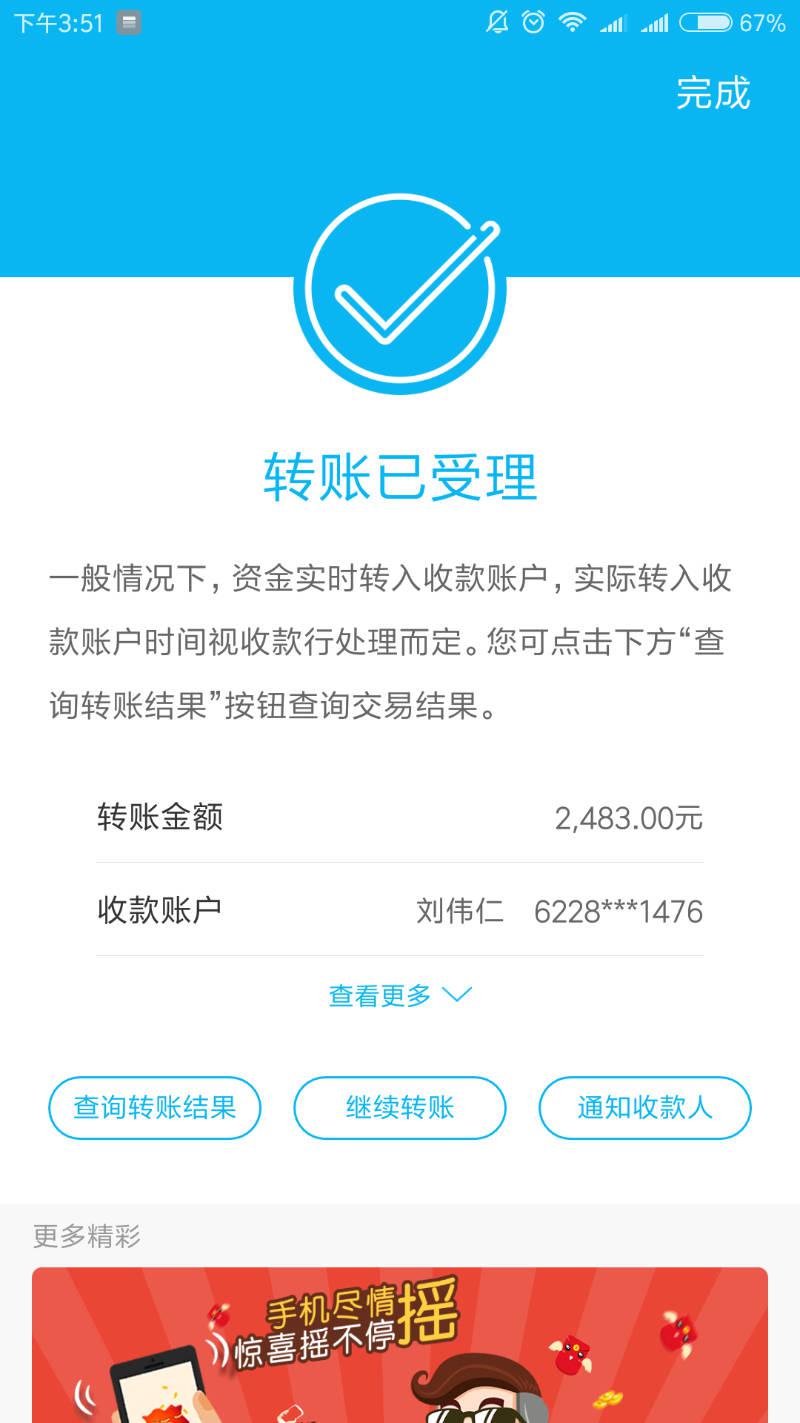 下午3:51
67%
完成
转账已受理
一般情况下，资金实时转入收款账户，实际转入收
款账户时间视收款行处理而定。您可点击下方“查
询转账结果”按钮查询交易结果。
转账金额 2,483.00元
收款账户 刘伟仁 6228***1476
查看更多
查询转账结果 继续转账 通知收款人
更多精彩
手机尽情摇
惊喜摇不停